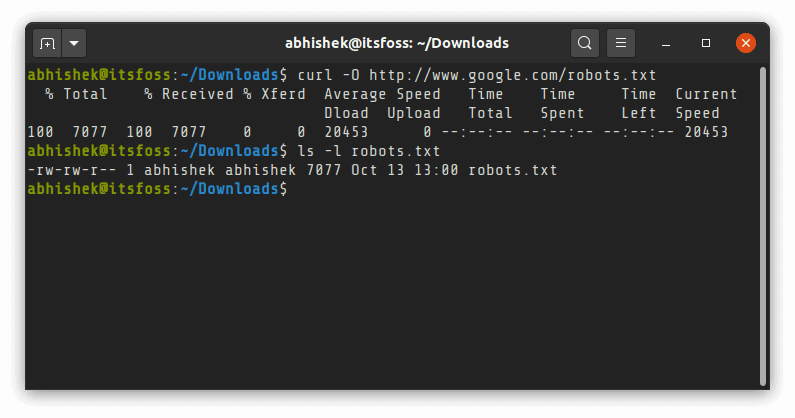 abhishek@itsfoss: ~/Downloads
abhishek@itsfoss:~/Downloads$ curl -O http://www.google.com/robots.txt
  % Total    % Received % Xferd  Average Speed   Time    Time     Time  Current
                                 Dload  Upload   Total   Spent    Left  Speed
100  7077  100  7077    0     0  20453      0 --:--:-- --:--:-- --:--:-- 20453
abhishek@itsfoss:~/Downloads$ ls -l robots.txt
-rw-rw-r-- 1 abhishek abhishek 7077 Oct 13 13:00 robots.txt
abhishek@itsfoss:~/Downloads$